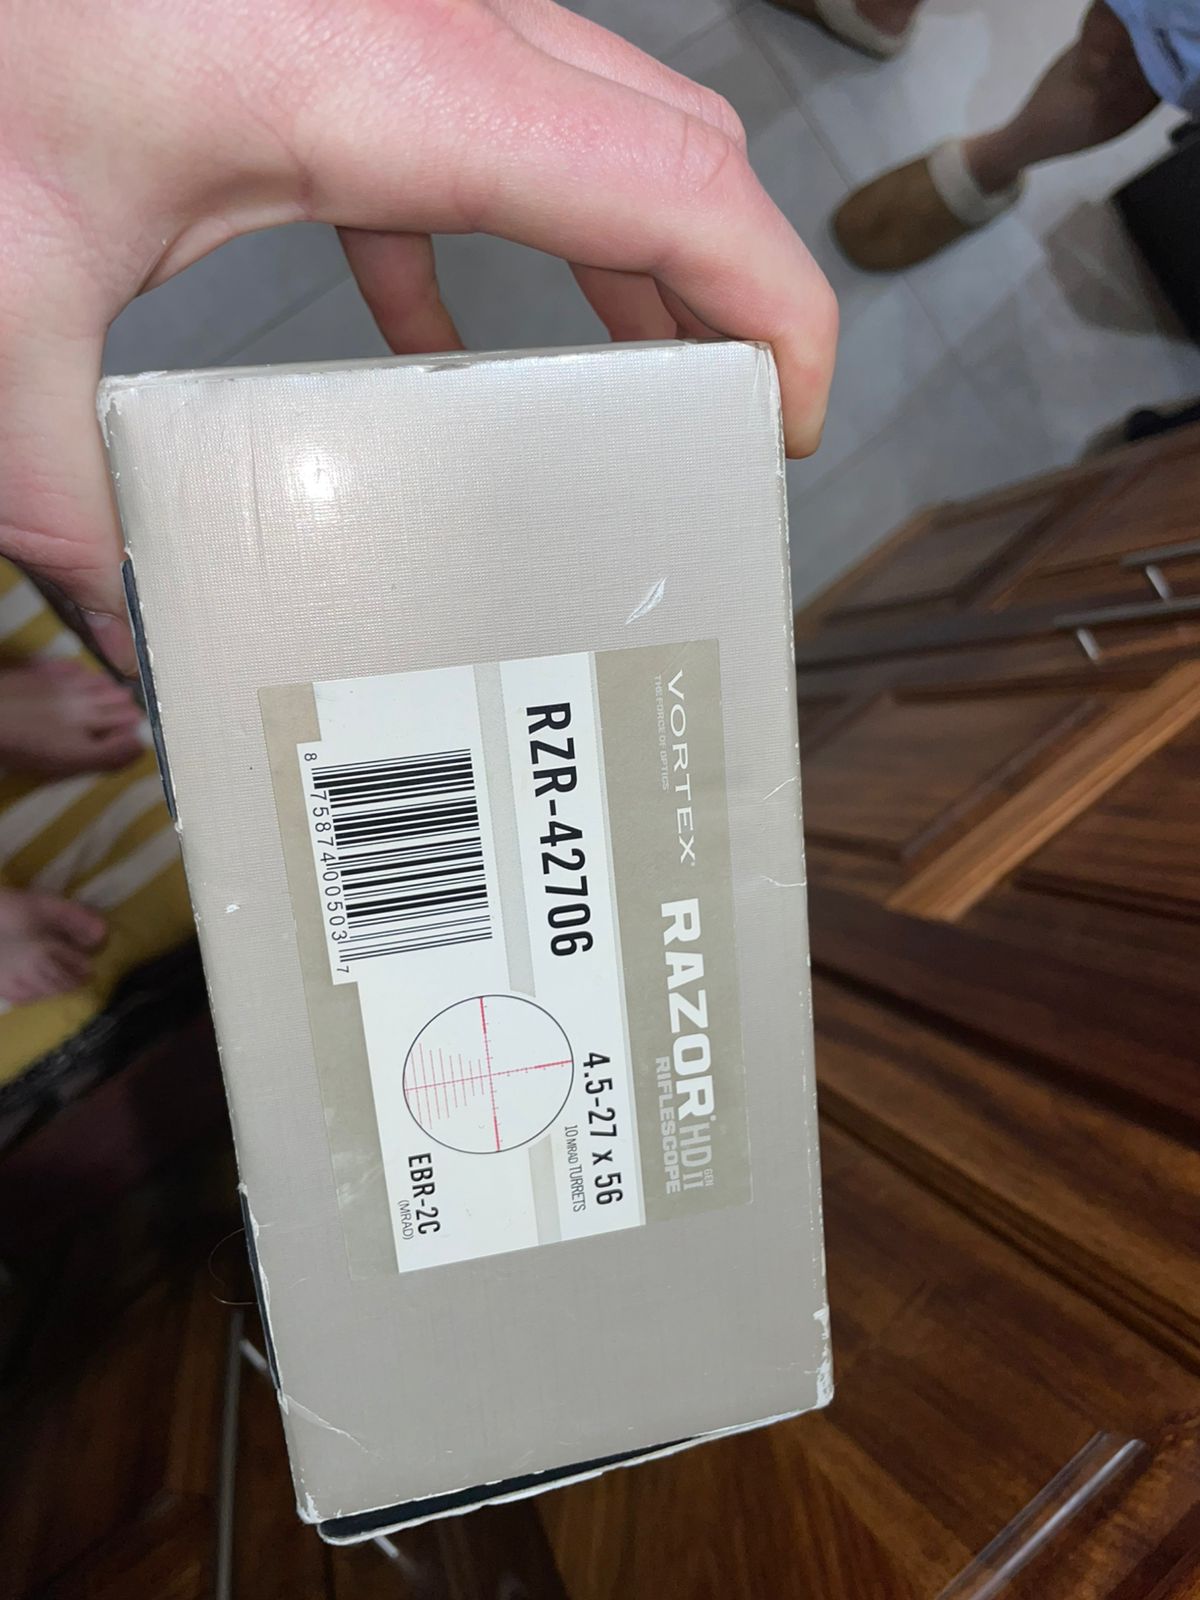 VORTEX®
THE FORCE OF OPTICS
RAZOR® HD GEN II
RIFLESCOPE
RZR-42706
4.5-27 x 56
10 MRAD TURRETS
8 75874 00503 7
EBR-2C
(MRAD)